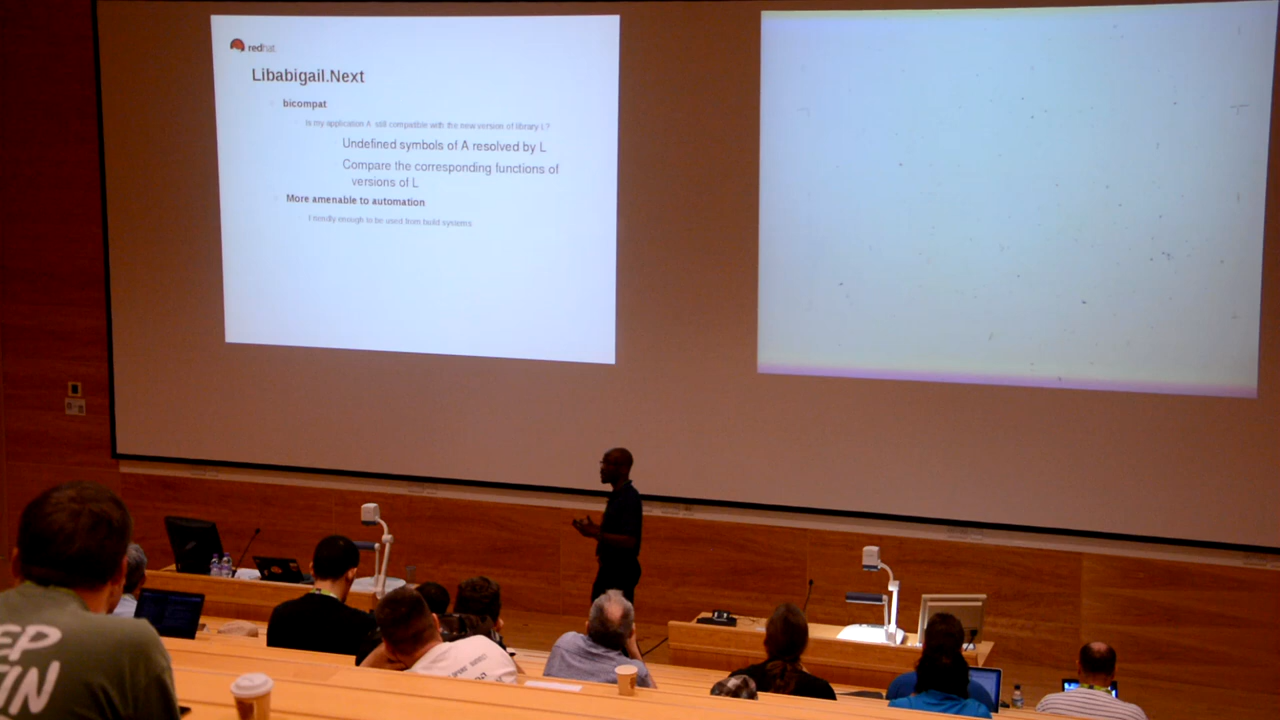 redhat.
Libabigail.Next
bicompat
Is my application A still compatible with the new version of library L?
Undefined symbols of A resolved by L
Compare the corresponding functions of
versions of L
More amenable to automation
Friendly enough to be used from build systems
EP
IN